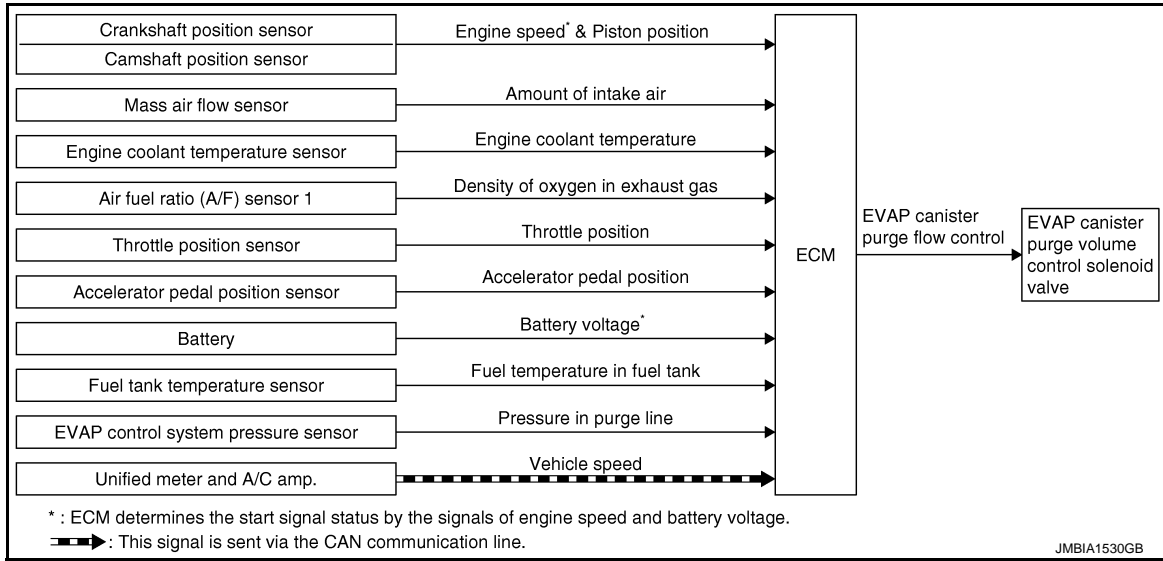 Crankshaft position sensor
Engine speed* & Piston position
Camshaft position sensor
Mass air flow sensor
Amount of intake air
Engine coolant temperature sensor
Engine coolant temperature
Air fuel ratio (A/F) sensor 1
Density of oxygen in exhaust gas
Throttle position sensor
Throttle position
Accelerator pedal position sensor
Accelerator pedal position
Battery
Battery voltage*
Fuel tank temperature sensor
Fuel temperature in fuel tank
EVAP control system pressure sensor
Pressure in purge line
Unified meter and A/C amp.
Vehicle speed
ECM
EVAP canister
purge flow control
EVAP canister
purge volume
control solenoid
valve
* : ECM determines the start signal status by the signals of engine speed and battery voltage.
: This signal is sent via the CAN communication line.
JMBIA1530GB